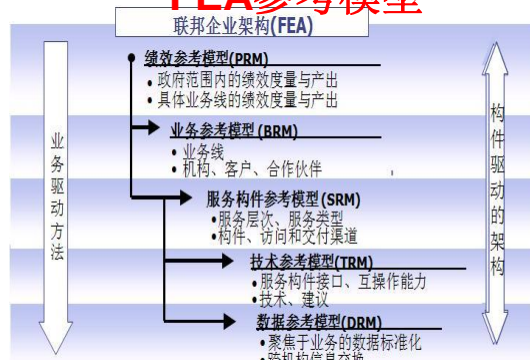 FEA参考模型
联邦企业架构(FEA)
绩效参考模型(PRM)
•政府范围内的绩效度量与产出
•具体业务线的绩效度量与产出
业务参考模型(BRM)
•业务线
•机构、客户、合作伙伴
服务构件参考模型(SRM)
•服务层次、服务类型
•构件、访问和交付渠道
技术参考模型(TRM)
•服务构件接口、互操作能力
•技术、建议
数据参考模型(DRM)
•聚焦于业务的数据标准化
•跨机构信息交换
业务驱动方法
构件驱动的架构